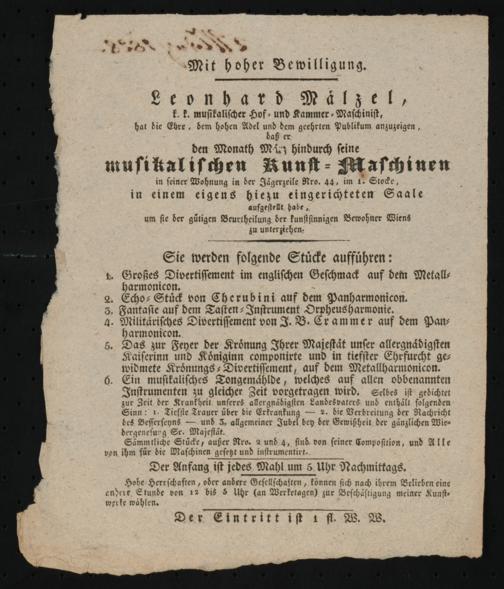 Mit hoher Bewilligung.
Leonhard Mälzel,
k. k. musikalischer Hof- und Kammer-Maschinist,
hat die Ehre, dem hohen Adel und dem geehrten Publikum anzuzeigen,
daß er
den Monath März hindurch seine
musikalischen Kunst-Maschinen
in seiner Wohnung in der Jägerzeile Nro. 44, im 1. Stocke,
in einem eigens hiezu eingerichteten Saale
aufgestellt habe,
um sie der gütigen Beurtheilung der kunstsinnigen Bewohner Wiens
zu unterziehen.
Sie werden folgende Stücke aufführen:
1. Großes Divertissement im englischen Geschmack auf dem Metall-
harmonicon.
2. Echo-Stück von Cherubini auf dem Panharmonicon.
3. Fantasie auf dem Tasten-Instrument Orpheusharmonie.
4. Militärisches Divertissement von J. B. Crammer auf dem Pan-
harmonicon.
5. Das zur Feyer der Krönung Ihrer Majestät unser allergnädigsten
Kaiserinn und Königinn componirte und in tiefster Ehrfurcht ge-
widmete Krönungs-Divertissement, auf dem Metallharmonicon.
6. Ein musikalisches Tongemählde, welches auf allen obbenannten
Instrumenten zu gleicher Zeit vorgetragen wird. Selbes ist gedichtet
zur Zeit der Krankheit unseres allergnädigsten Landesvaters und enthält folgenden
Sinn: 1. Tiefste Trauer über die Erkrankung — 2. die Verbreitung der Nachricht
des Besserseyns — und 3. allgemeiner Jubel bey der Gewißheit der gänzlichen Wie-
dergenesung Sr. Majestät.
Sämmtliche Stücke, außer Nro. 2 und 4, sind von seiner Composition, und Alle
von ihm für die Maschinen gesetzt und instrumentirt.
Der Anfang ist jedes Mahl um 5 Uhr Nachmittags.
Hohe Herrschaften, oder andere Gesellschaften, können sich nach ihrem Belieben eine
andere Stunde von 12 bis 5 Uhr (an Werketagen) zur Beschäftigung meiner Kunst-
werke wählen.
Der Eintritt ist 1 fl. W. W.